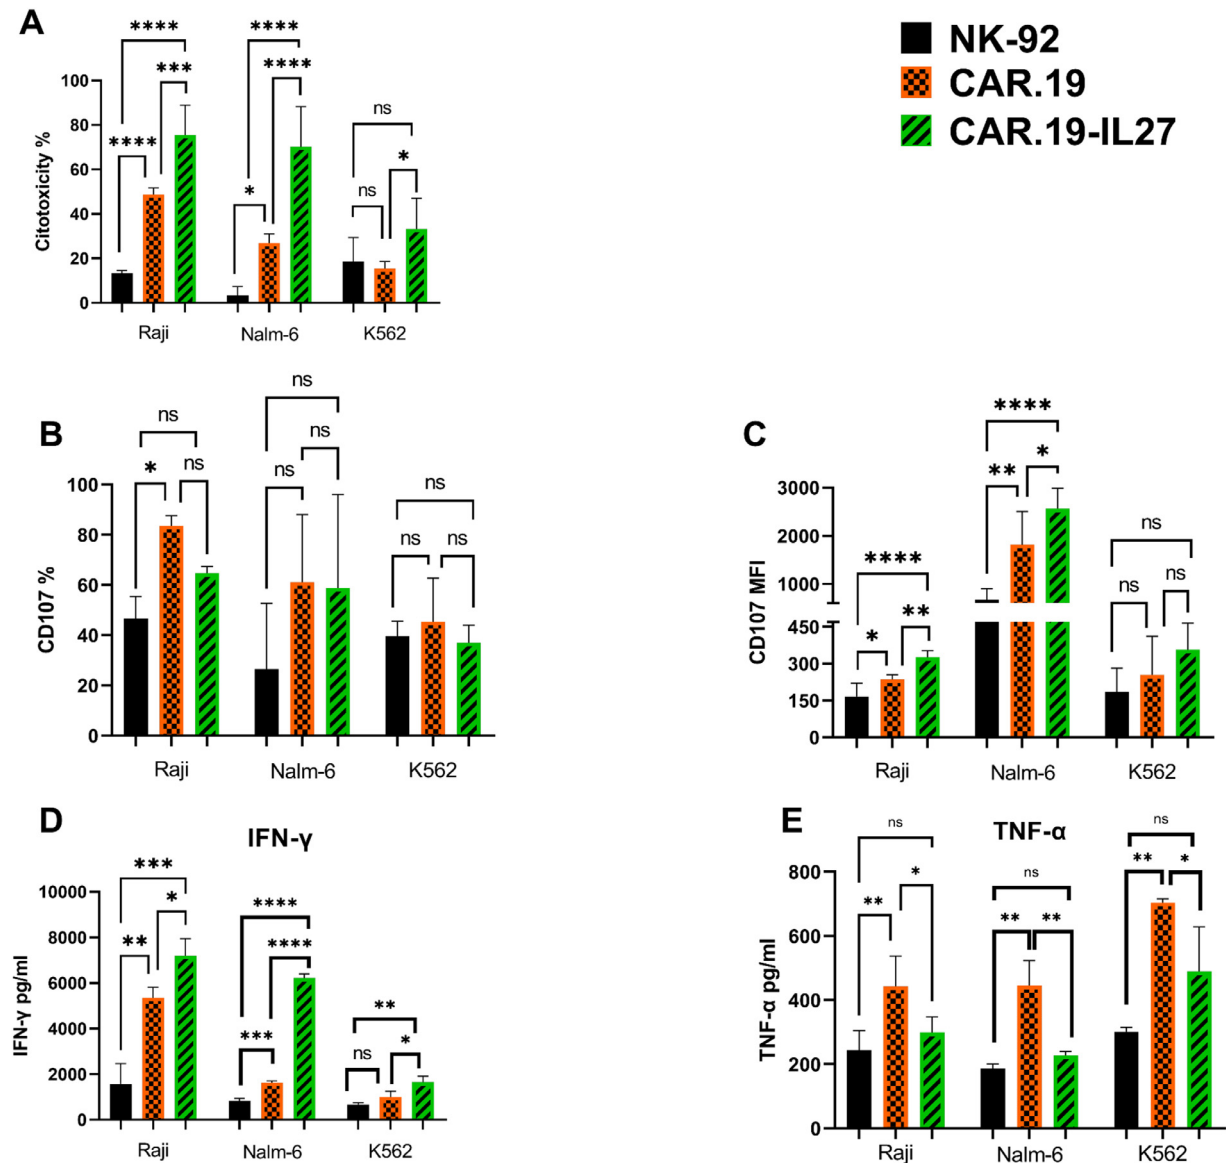 A
**** ****
*** ****
**** * ns ns *
Citotoxicity %
100
80
60
40
20
0
Raji Nalm-6 K562
NK-92
CAR.19
CAR.19-IL27
B
ns ns ns
* ns ns ns ns ns
CD107 %
100
80
60
40
20
0
Raji Nalm-6 K562
C
**** **** ns
* ** ** * ns ns
CD107 MFI
3000
2000
1000
450
300
150
0
Raji Nalm-6 K562
D
IFN-γ
*** **** **
** * *** **** ns *
IFN-γ pg/ml
10000
8000
6000
4000
2000
0
Raji Nalm-6 K562
E
TNF-α
ns ns ns
** * ** ** ** *
TNF-α pg/ml
800
600
400
200
0
Raji Nalm-6 K562